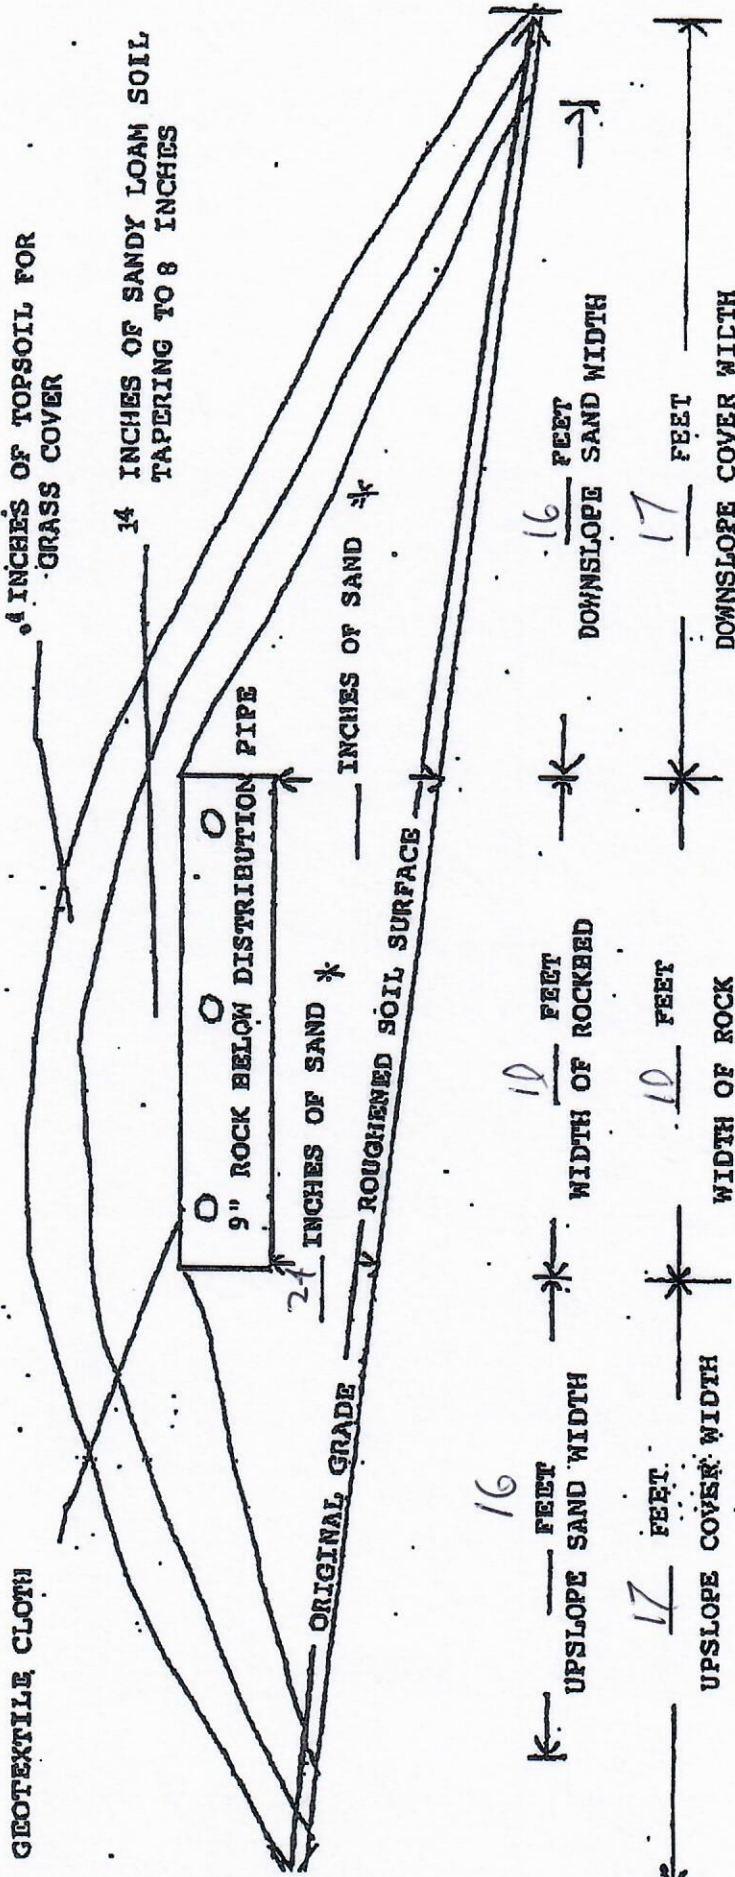 GEOTEXTILE CLOTH
4 INCHES OF TOPSOIL FOR
GRASS COVER
14 INCHES OF SANDY LOAM SOIL
TAPERING TO 8 INCHES
9" ROCK BELOW DISTRIBUTION PIPE
24 INCHES OF SAND *
INCHES OF SAND *
ORIGINAL GRADE
ROUGHENED SOIL SURFACE
16
FEET
UPSLOPE SAND WIDTH
10 FEET
WIDTH OF ROCKBED
16 FEET
DOWNSLOPE SAND WIDTH
17 FEET
UPSLOPE COVER WIDTH
10 FEET
WIDTH OF ROCK
17 FEET
DOWNSLOPE COVER WIDTH